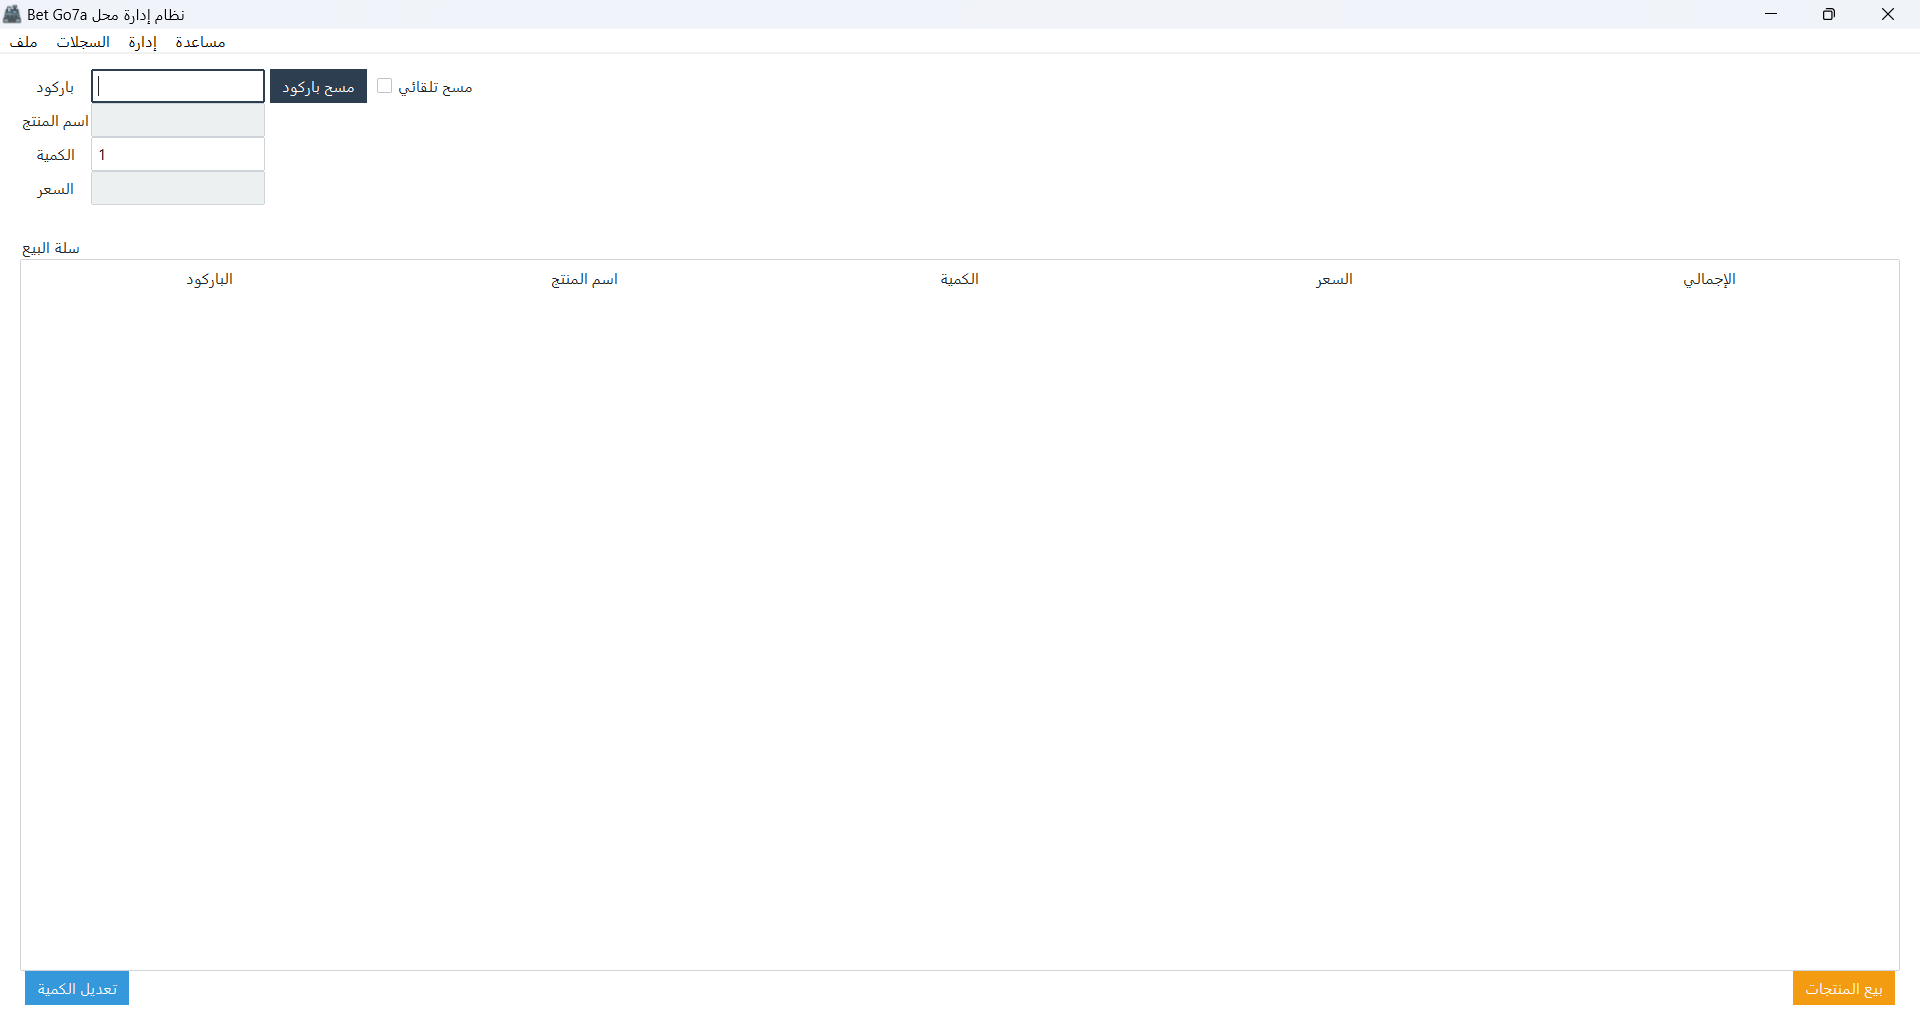 نظام إدارة محل Bet Go7a
ملف السجلات إدارة مساعدة
باركود مسح باركود مسح تلقائي
اسم المنتج
الكمية 1
السعر
سلة البيع
الباركود اسم المنتج الكمية السعر الإجمالي
تعديل الكمية بيع المنتجات